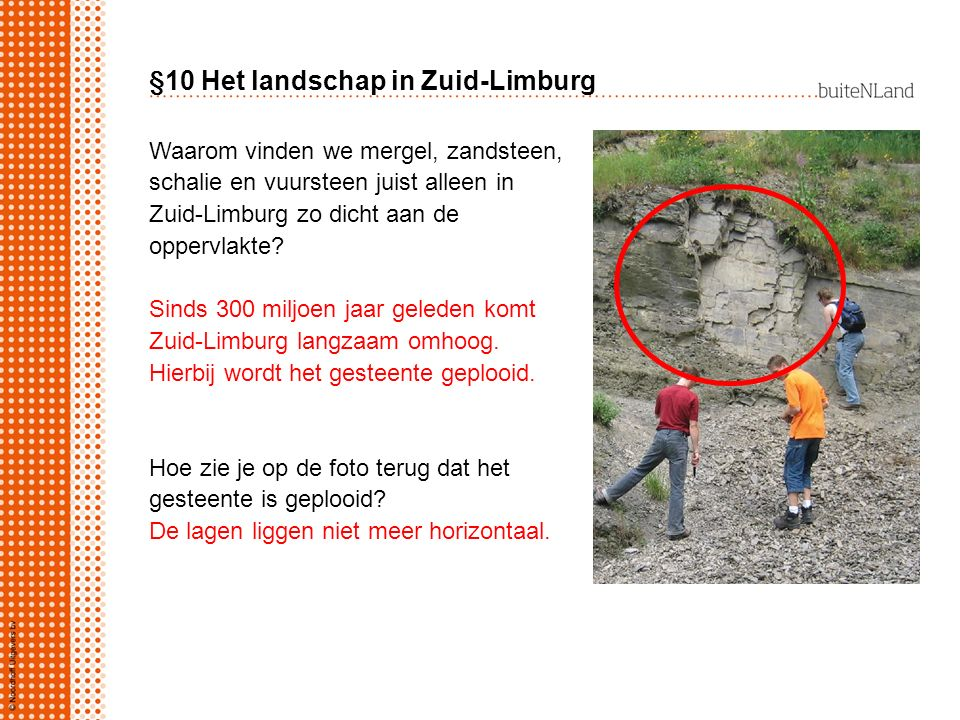 §10 Het landschap in Zuid-Limburg
buiteNLand
Waarom vinden we mergel, zandsteen,
schalie en vuursteen juist alleen in
Zuid-Limburg zo dicht aan de
oppervlakte?
Sinds 300 miljoen jaar geleden komt
Zuid-Limburg langzaam omhoog.
Hierbij wordt het gesteente geplooid.
Hoe zie je op de foto terug dat het
gesteente is geplooid?
De lagen liggen niet meer horizontaal.
© Noordhoff Uitgevers bv